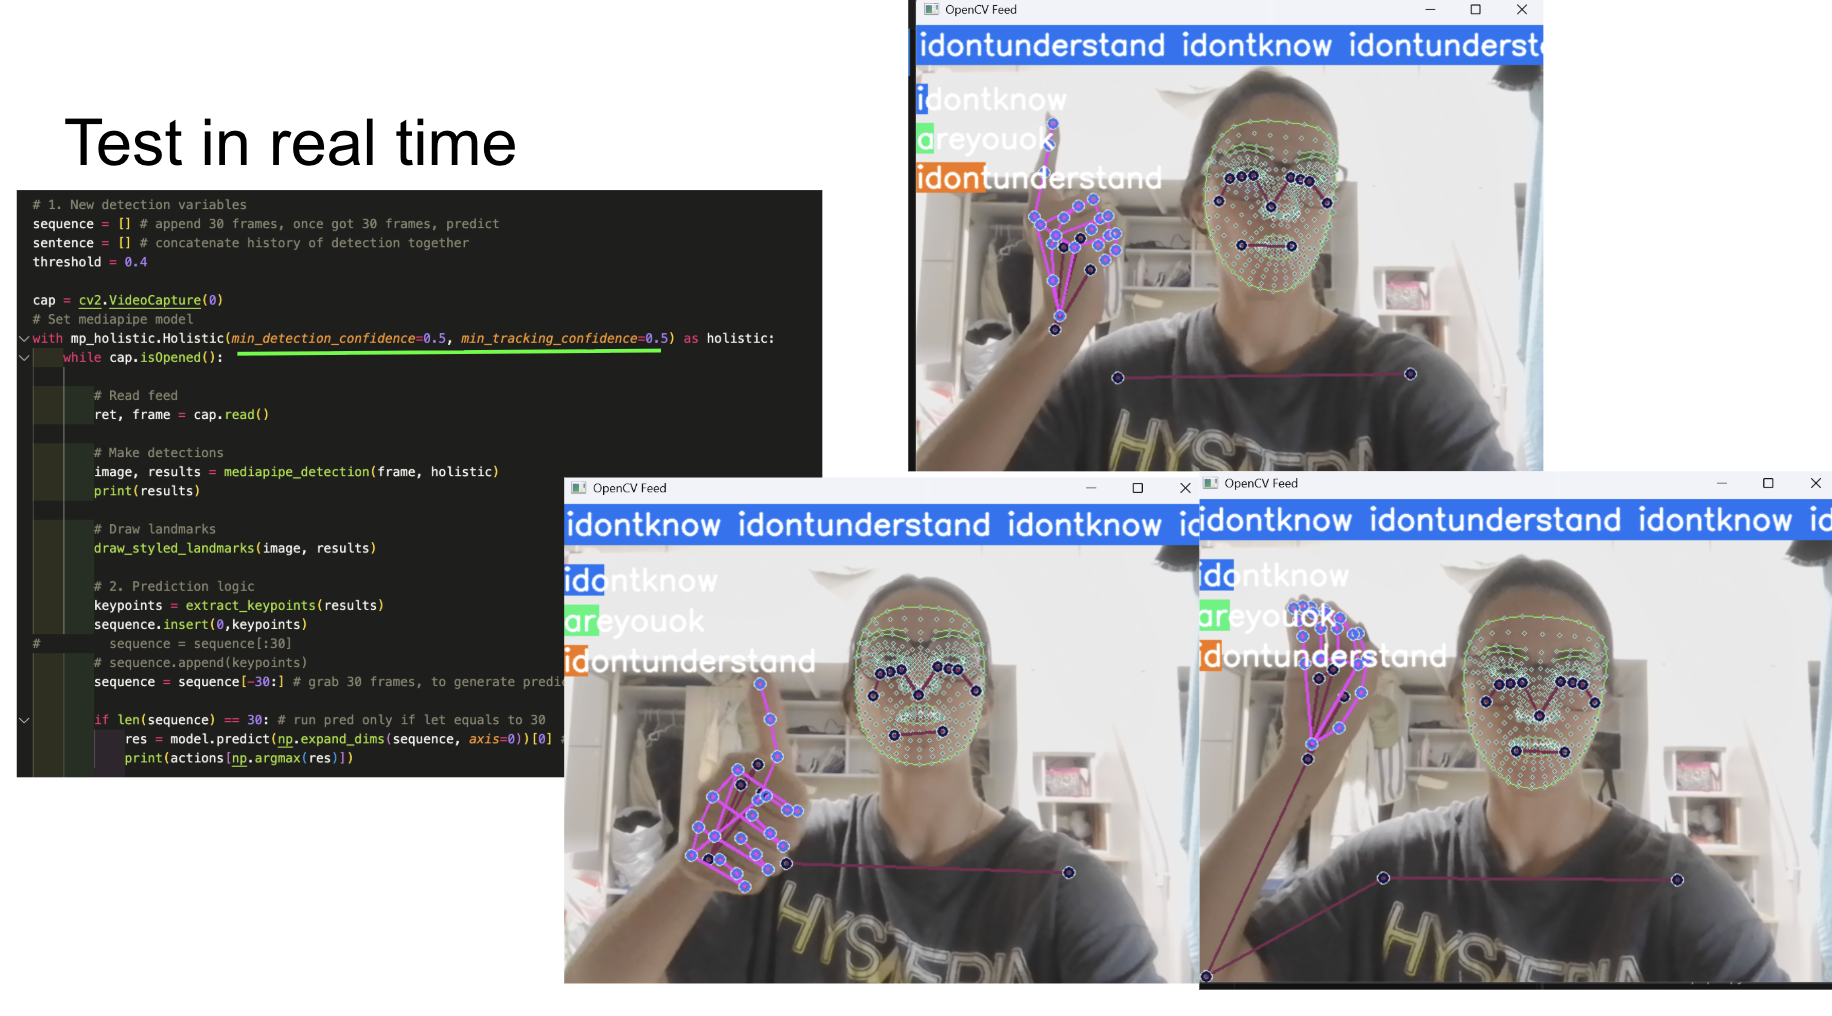 Test in real time
# 1. New detection variables
sequence = [] # append 30 frames, once got 30 frames, predict
sentence = [] # concatenate history of detection together
threshold = 0.4
cap = cv2.VideoCapture(0)
# Set mediapipe model
with mp_holistic.Holistic(min_detection_confidence=0.5, min_tracking_confidence=0.5) as holistic:
while cap.isOpened():
# Read feed
ret, frame = cap.read()
# Make detections
image, results = mediapipe_detection(frame, holistic)
print(results)
# Draw landmarks
draw_styled_landmarks(image, results)
# 2. Prediction logic
keypoints = extract_keypoints(results)
sequence.insert(0,keypoints)
# sequence = sequence[:30]
# sequence.append(keypoints)
sequence = sequence[-30:] # grab 30 frames, to generate predic
if len(sequence) == 30: # run pred only if let equals to 30
res = model.predict(np.expand_dims(sequence, axis=0))[0] #
print(actions[np.argmax(res)])
OpenCV Feed
idontunderstand idontknow idontunderst
idontknow
areyouok
idontunderstand
HYSTERIA
OpenCV Feed
idontknow idontunderstand idontknow id
idontknow
areyouok
idontunderstand
HYSTERIA
OpenCV Feed
idontknow idontunderstand idontknow id
idontknow
areyouok
idontunderstand
HYSTERIA